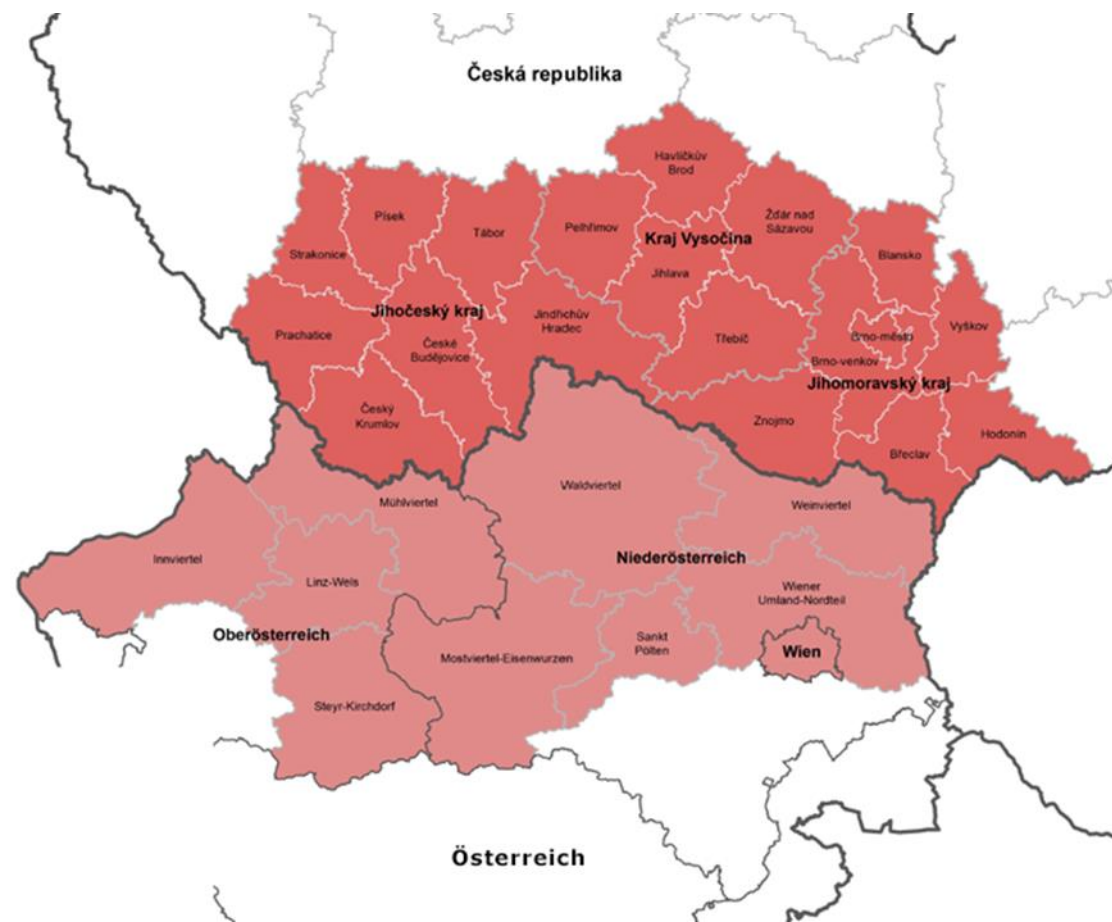 Česká republika
Havlíčkův
Brod
Písek
Tábor
Pelhřimov
Žďár nad
Sázavou
Kraj Vysočina
Strakonice
Blansko
Jihlava
Jihočeský kraj
Jindřichův
Hradec
Prachatice
České
Budějovice
Třebíč
Brno-město
Vyškov
Brno-venkov
Jihomoravský kraj
Český
Krumlov
Znojmo
Hodonín
Břeclav
Waldviertel
Mühlviertel
Weinviertel
Innviertel
Niederösterreich
Linz-Wels
Wiener
Umland-Nordteil
Oberösterreich
Sankt
Pölten
Wien
Mostviertel-Eisenwurzen
Steyr-Kirchdorf
Österreich